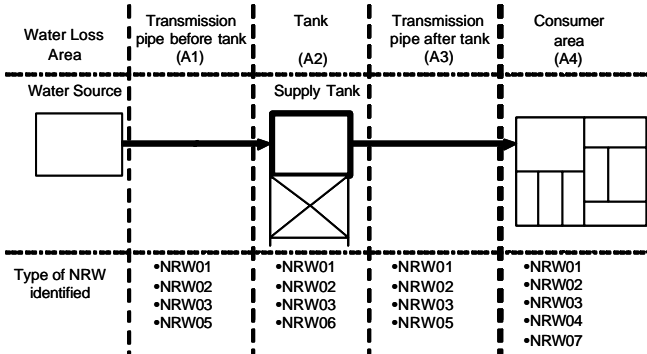 Water Loss
Area
Transmission
pipe before tank
(A1)
Tank
(A2)
Transmission
pipe after tank
(A3)
Consumer
area
(A4)
Water Source
Supply Tank
Type of NRW
identified
•NRW01
•NRW02
•NRW03
•NRW05
•NRW01
•NRW02
•NRW03
•NRW06
•NRW01
•NRW02
•NRW03
•NRW05
•NRW01
•NRW02
•NRW03
•NRW04
•NRW07